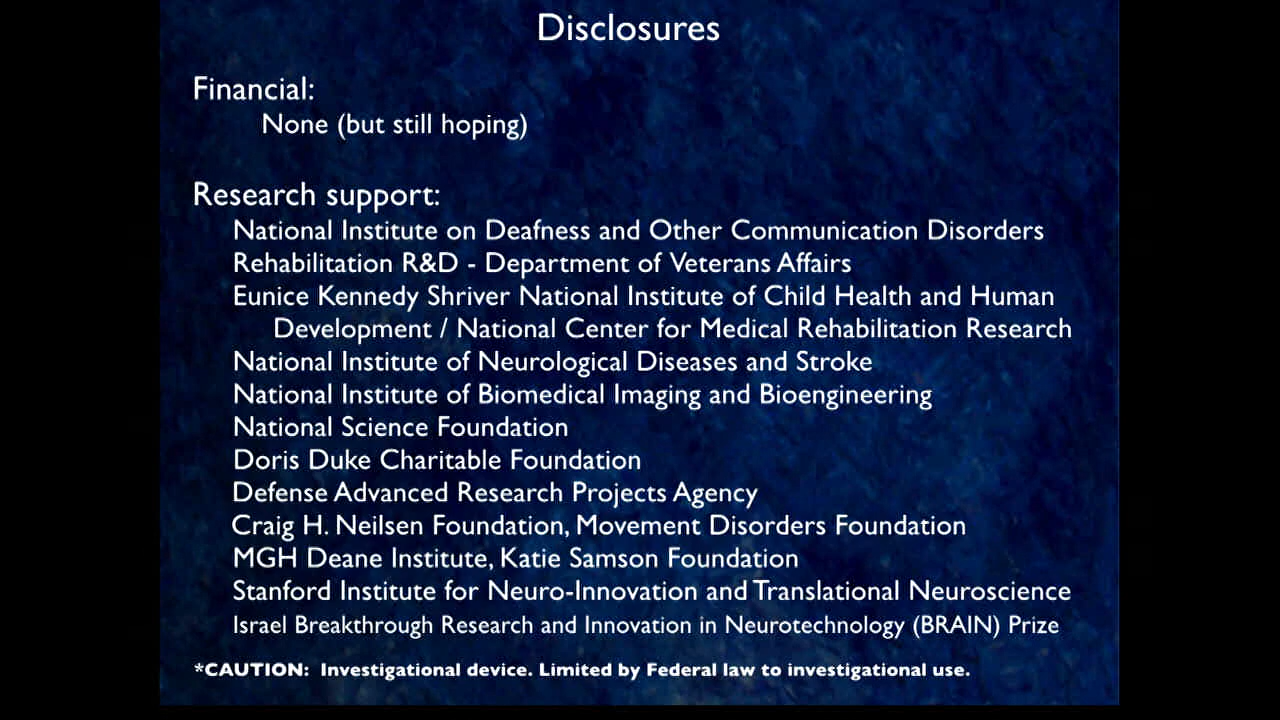 Disclosures
Financial:
None (but still hoping)
Research support:
National Institute on Deafness and Other Communication Disorders
Rehabilitation R&D - Department of Veterans Affairs
Eunice Kennedy Shriver National Institute of Child Health and Human
Development / National Center for Medical Rehabilitation Research
National Institute of Neurological Diseases and Stroke
National Institute of Biomedical Imaging and Bioengineering
National Science Foundation
Doris Duke Charitable Foundation
Defense Advanced Research Projects Agency
Craig H. Neilsen Foundation, Movement Disorders Foundation
MGH Deane Institute, Katie Samson Foundation
Stanford Institute for Neuro-Innovation and Translational Neuroscience
Israel Breakthrough Research and Innovation in Neurotechnology (BRAIN) Prize
*CAUTION: Investigational device. Limited by Federal law to investigational use.